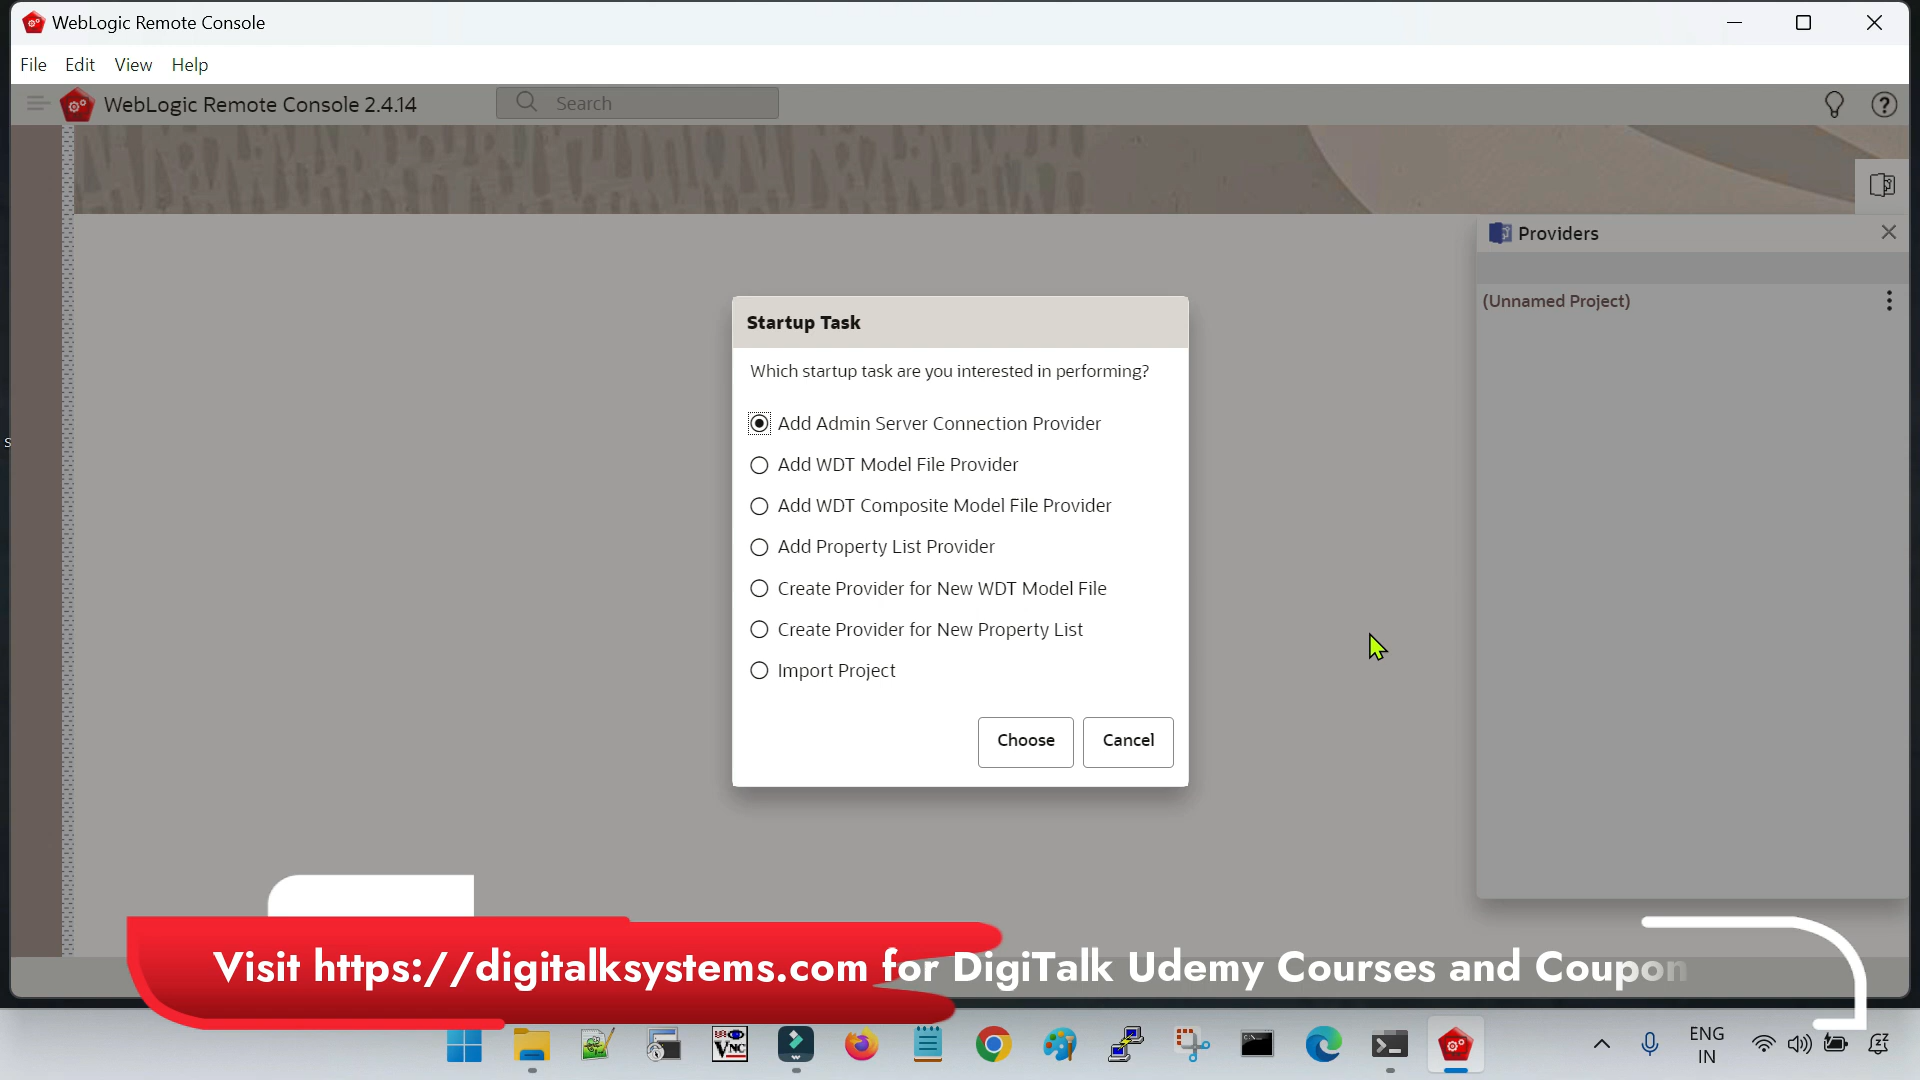 WebLogic Remote Console
File Edit View Help
WebLogic Remote Console 2.4.14
Search
Providers
(Unnamed Project)
Startup Task
Which startup task are you interested in performing?
Add Admin Server Connection Provider
Add WDT Model File Provider
Add WDT Composite Model File Provider
Add Property List Provider
Create Provider for New WDT Model File
Create Provider for New Property List
Import Project
Choose Cancel
S
Visit https://digitalksystems.com for DigiTalk Udemy Courses and Coupon
VNC
ENG
IN